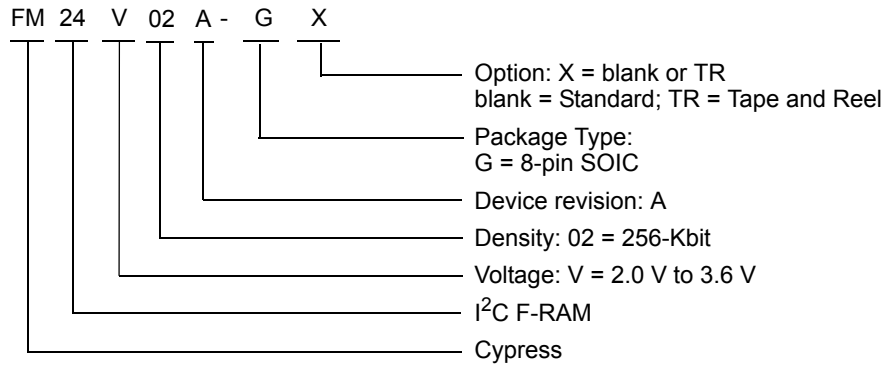 FM 24 V 02 A - G X
Option: X = blank or TR
blank = Standard; TR = Tape and Reel
Package Type:
G = 8-pin SOIC
Device revision: A
Density: 02 = 256-Kbit
Voltage: V = 2.0 V to 3.6 V
I²C F-RAM
Cypress